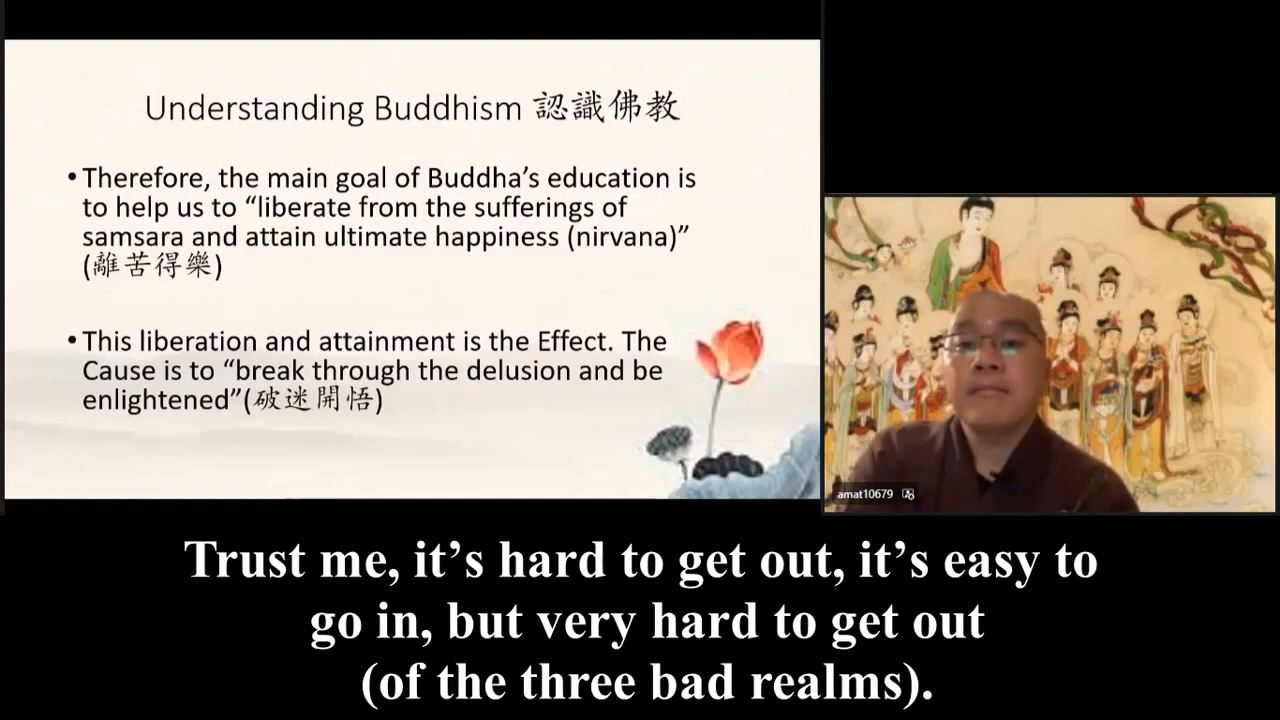 Understanding Buddhism 認識佛教
• Therefore, the main goal of Buddha’s education is
to help us to “liberate from the sufferings of
samsara and attain ultimate happiness (nirvana)”
(離苦得樂)
• This liberation and attainment is the Effect. The
Cause is to “break through the delusion and be
enlightened”(破迷開悟)
amat10679
Trust me, it’s hard to get out, it’s easy to
go in, but very hard to get out
(of the three bad realms).